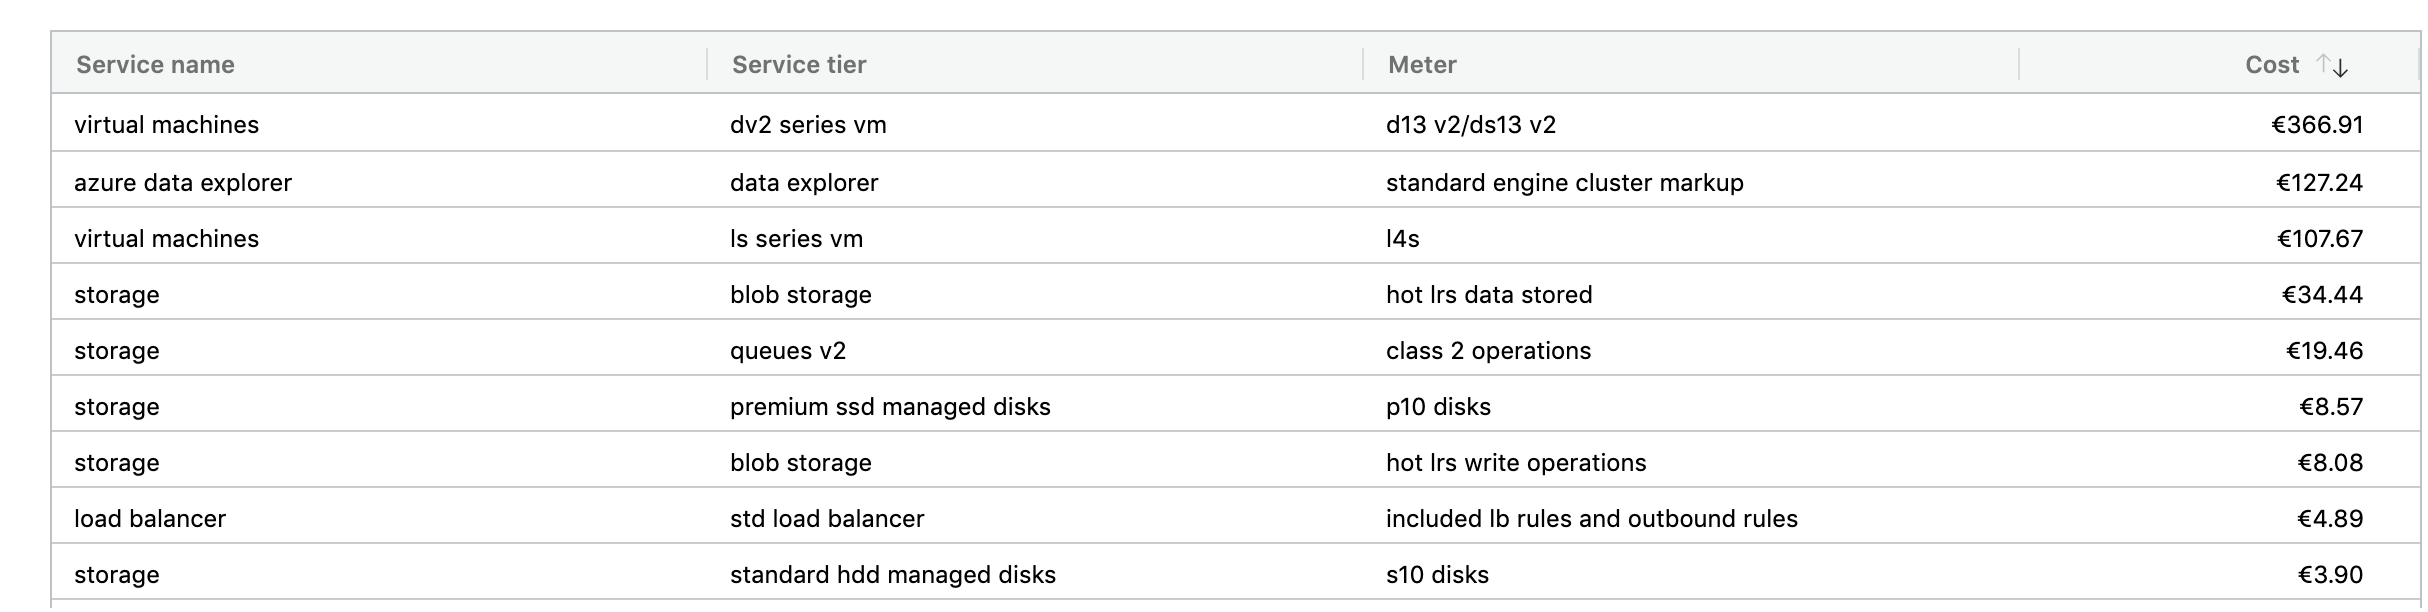 Service name Service tier Meter Cost ↑↓
virtual machines dv2 series vm d13 v2/ds13 v2 €366.91
azure data explorer data explorer standard engine cluster markup €127.24
virtual machines ls series vm l4s €107.67
storage blob storage hot lrs data stored €34.44
storage queues v2 class 2 operations €19.46
storage premium ssd managed disks p10 disks €8.57
storage blob storage hot lrs write operations €8.08
load balancer std load balancer included lb rules and outbound rules €4.89
storage standard hdd managed disks s10 disks €3.90